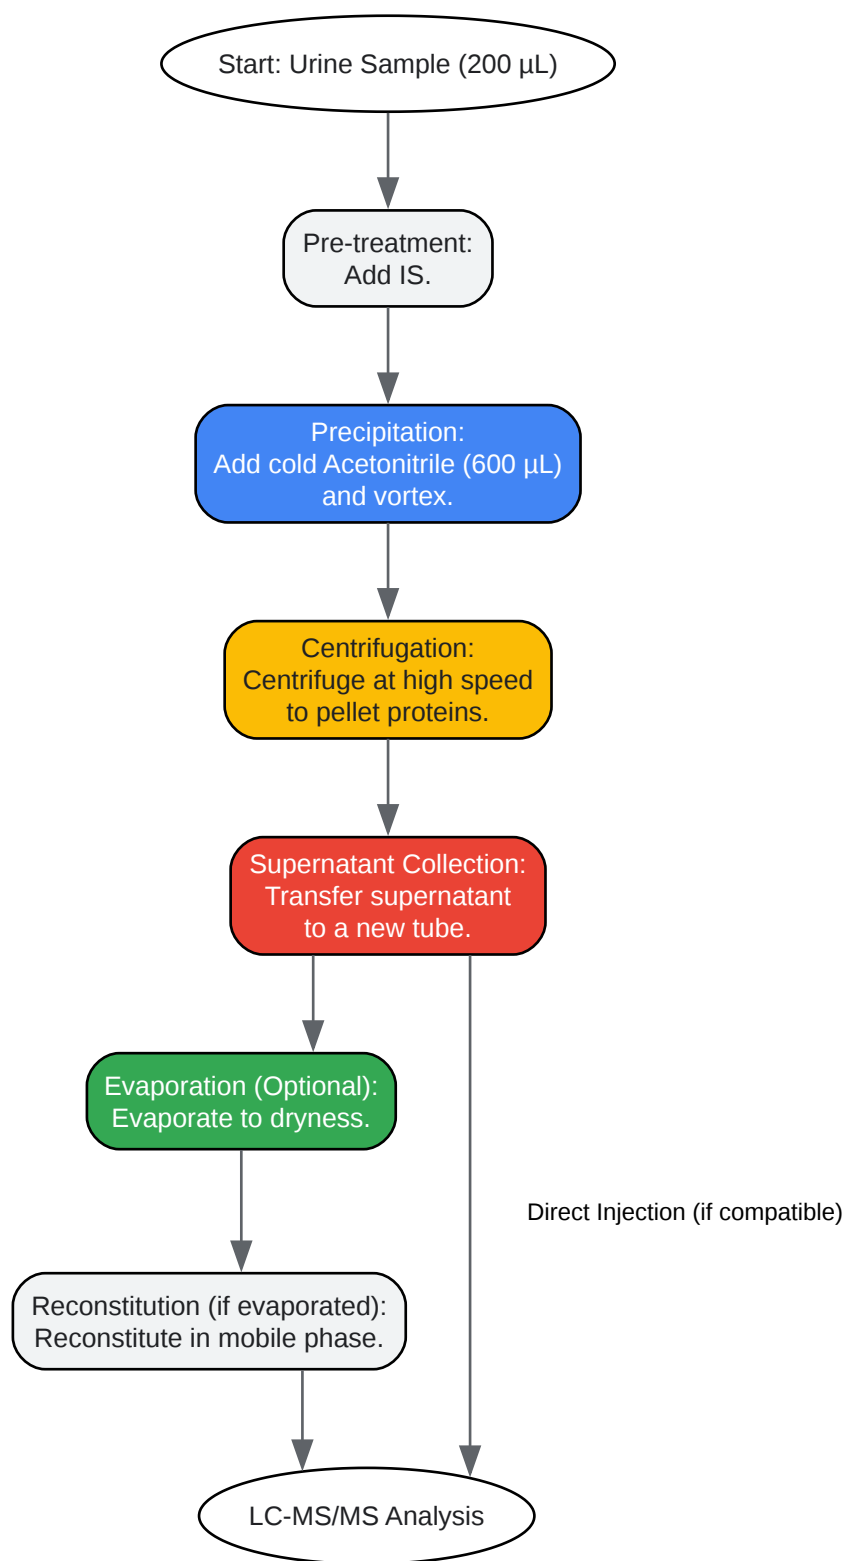 Start: Urine Sample (200 µL)
Pre-treatment:
Add IS.
Precipitation:
Add cold Acetonitrile (600 µL)
and vortex.
Centrifugation:
Centrifuge at high speed
to pellet proteins.
Supernatant Collection:
Transfer supernatant
to a new tube.
Evaporation (Optional):
Evaporate to dryness.
Direct Injection (if compatible)
Reconstitution (if evaporated):
Reconstitute in mobile phase.
LC-MS/MS Analysis